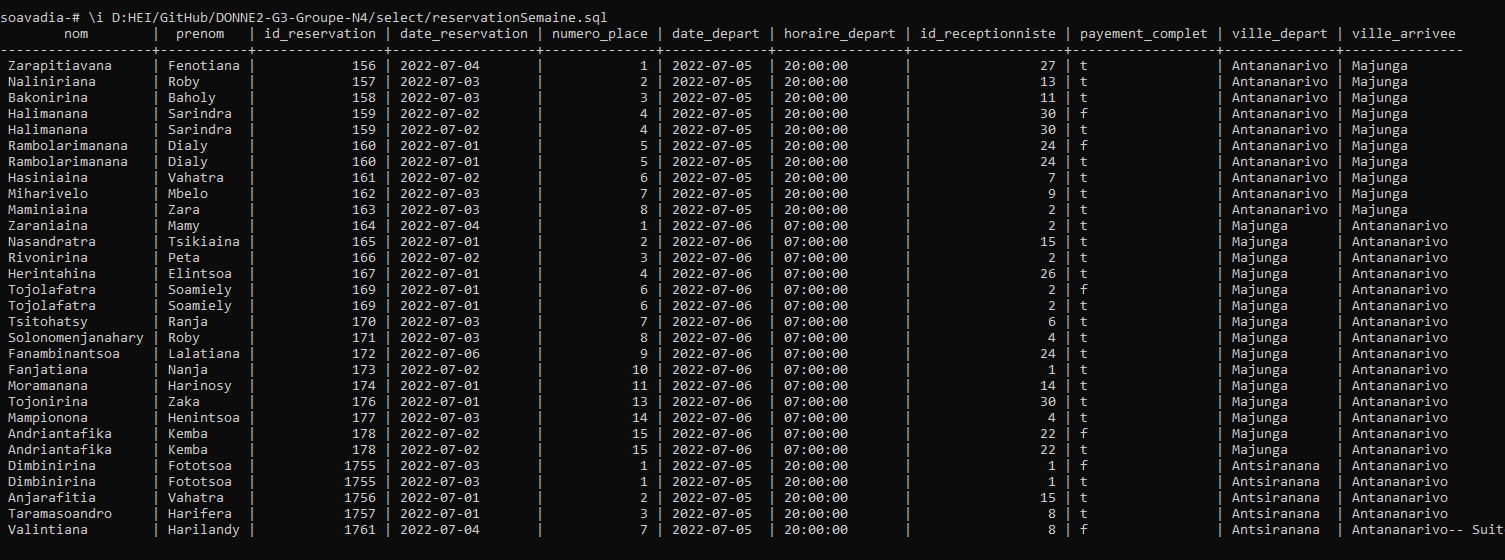 soavadia-# \i D:HEI/GitHub/DONNE2-G3-Groupe-N4/select/reservationSemaine.sql
nom | prenom | id_reservation | date_reservation | numero_place | date_depart | horaire_depart | id_receptionniste | payement_complet | ville_depart | ville_arrivee
Zarapitiavana | Fenotiana | 156 | 2022-07-04 | 1 | 2022-07-05 | 20:00:00 | 27 | t | Antananarivo | Majunga
Naliniriana | Roby | 157 | 2022-07-03 | 2 | 2022-07-05 | 20:00:00 | 13 | t | Antananarivo | Majunga
Bakonirina | Baholy | 158 | 2022-07-03 | 3 | 2022-07-05 | 20:00:00 | 11 | t | Antananarivo | Majunga
Halimanana | Sarindra | 159 | 2022-07-02 | 4 | 2022-07-05 | 20:00:00 | 30 | f | Antananarivo | Majunga
Halimanana | Sarindra | 159 | 2022-07-02 | 4 | 2022-07-05 | 20:00:00 | 30 | t | Antananarivo | Majunga
Rambolarimanana | Dialy | 160 | 2022-07-01 | 5 | 2022-07-05 | 20:00:00 | 24 | f | Antananarivo | Majunga
Rambolarimanana | Dialy | 160 | 2022-07-01 | 5 | 2022-07-05 | 20:00:00 | 24 | t | Antananarivo | Majunga
Hasiniaina | Vahatra | 161 | 2022-07-02 | 6 | 2022-07-05 | 20:00:00 | 7 | t | Antananarivo | Majunga
Miharivelo | Mbelo | 162 | 2022-07-03 | 7 | 2022-07-05 | 20:00:00 | 9 | t | Antananarivo | Majunga
Maminiaina | Zara | 163 | 2022-07-03 | 8 | 2022-07-05 | 20:00:00 | 2 | t | Antananarivo | Majunga
Zaraniaina | Mamy | 164 | 2022-07-04 | 1 | 2022-07-06 | 07:00:00 | 2 | t | Majunga | Antananarivo
Nasandratra | Tsikiaina | 165 | 2022-07-01 | 2 | 2022-07-06 | 07:00:00 | 15 | t | Majunga | Antananarivo
Rivonirina | Peta | 166 | 2022-07-02 | 3 | 2022-07-06 | 07:00:00 | 2 | t | Majunga | Antananarivo
Herintahina | Elintsoa | 167 | 2022-07-01 | 4 | 2022-07-06 | 07:00:00 | 26 | t | Majunga | Antananarivo
Tojolafatra | Soamiely | 169 | 2022-07-01 | 6 | 2022-07-06 | 07:00:00 | 2 | f | Majunga | Antananarivo
Tojolafatra | Soamiely | 169 | 2022-07-01 | 6 | 2022-07-06 | 07:00:00 | 2 | t | Majunga | Antananarivo
Tsitohatsy | Ranja | 170 | 2022-07-03 | 7 | 2022-07-06 | 07:00:00 | 6 | t | Majunga | Antananarivo
Solonomenjanahary | Roby | 171 | 2022-07-03 | 8 | 2022-07-06 | 07:00:00 | 4 | t | Majunga | Antananarivo
Fanambinantsoa | Lalatiana | 172 | 2022-07-06 | 9 | 2022-07-06 | 07:00:00 | 24 | t | Majunga | Antananarivo
Fanjatiana | Nanja | 173 | 2022-07-02 | 10 | 2022-07-06 | 07:00:00 | 1 | t | Majunga | Antananarivo
Moramanana | Harinosy | 174 | 2022-07-01 | 11 | 2022-07-06 | 07:00:00 | 14 | t | Majunga | Antananarivo
Tojonirina | Zaka | 176 | 2022-07-01 | 13 | 2022-07-06 | 07:00:00 | 30 | t | Majunga | Antananarivo
Mampionona | Henintsoa | 177 | 2022-07-03 | 14 | 2022-07-06 | 07:00:00 | 4 | t | Majunga | Antananarivo
Andriantafika | Kemba | 178 | 2022-07-02 | 15 | 2022-07-06 | 07:00:00 | 22 | f | Majunga | Antananarivo
Andriantafika | Kemba | 178 | 2022-07-02 | 15 | 2022-07-06 | 07:00:00 | 22 | t | Majunga | Antananarivo
Dimbinirina | Fototsoa | 1755 | 2022-07-03 | 1 | 2022-07-05 | 20:00:00 | 1 | f | Antsiranana | Antananarivo
Dimbinirina | Fototsoa | 1755 | 2022-07-03 | 1 | 2022-07-05 | 20:00:00 | 1 | t | Antsiranana | Antananarivo
Anjarafitia | Vahatra | 1756 | 2022-07-01 | 2 | 2022-07-05 | 20:00:00 | 15 | t | Antsiranana | Antananarivo
Taramasoandro | Harifera | 1757 | 2022-07-01 | 3 | 2022-07-05 | 20:00:00 | 8 | t | Antsiranana | Antananarivo
Valintiana | Harilandy | 1761 | 2022-07-04 | 7 | 2022-07-05 | 20:00:00 | 8 | f | Antsiranana | Antananarivo-- Suit